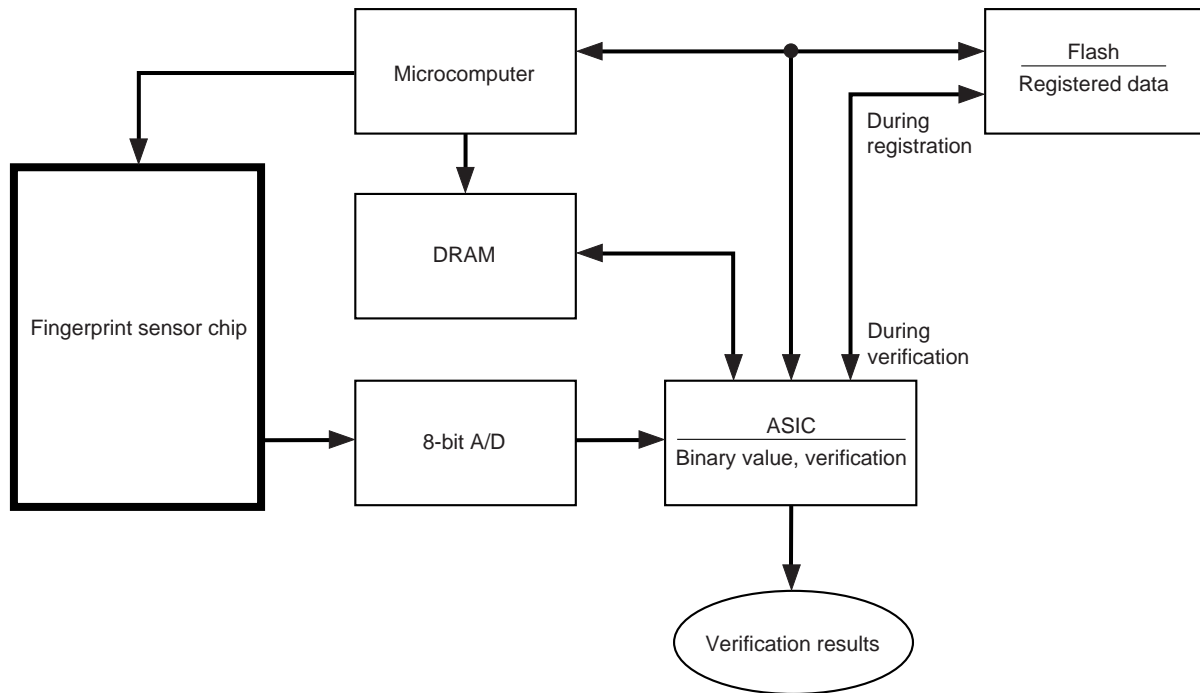 Microcomputer
Flash
Registered data
During
registration
DRAM
Fingerprint sensor chip
During
verification
8-bit A/D
ASIC
Binary value, verification
Verification results